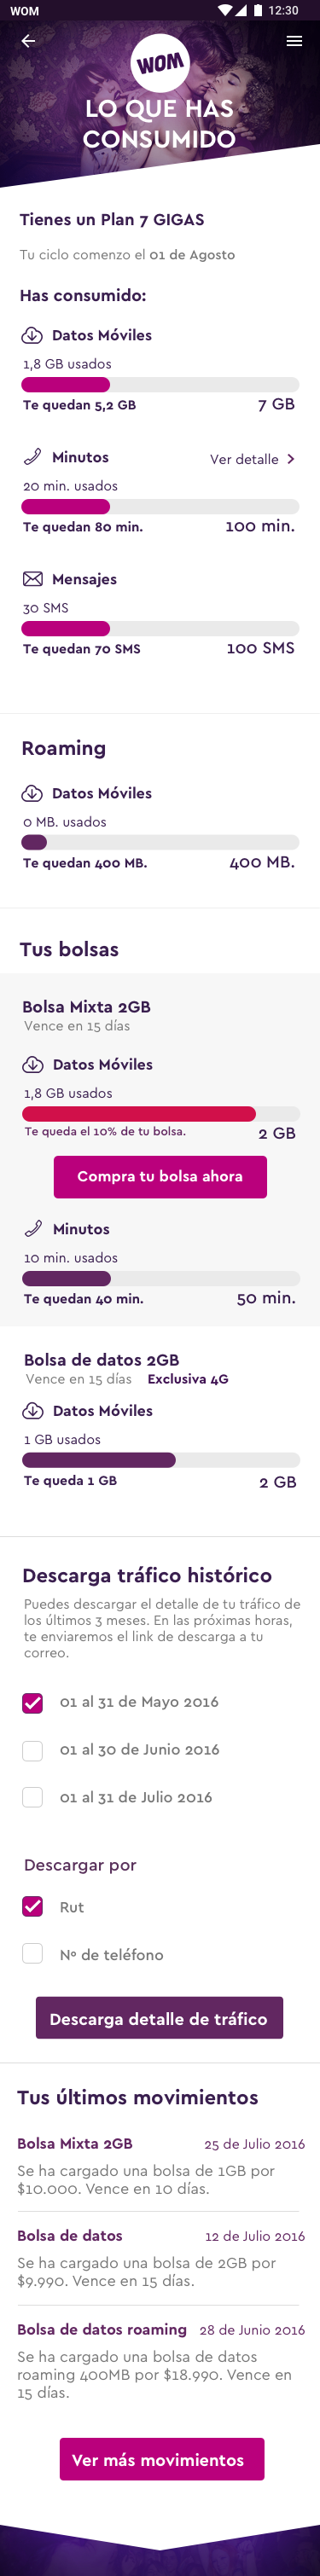 WOM
12:30
WOM
LO QUE HAS
CONSUMIDO
Tienes un Plan 7 GIGAS
Tu ciclo comenzo el 01 de Agosto
Has consumido:
Datos Móviles
1,8 GB usados
Te quedan 5,2 GB 7 GB
Minutos Ver detalle
20 min. usados
Te quedan 80 min. 100 min.
Mensajes
30 SMS
Te quedan 70 SMS 100 SMS
Roaming
Datos Móviles
0 MB. usados
Te quedan 400 MB. 400 MB.
Tus bolsas
Bolsa Mixta 2GB
Vence en 15 días
Datos Móviles
1,8 GB usados
Te queda el 10% de tu bolsa. 2 GB
Compra tu bolsa ahora
Minutos
10 min. usados
Te quedan 40 min. 50 min.
Bolsa de datos 2GB
Vence en 15 días Exclusiva 4G
Datos Móviles
1 GB usados
Te queda 1 GB 2 GB
Descarga tráfico histórico
Puedes descargar el detalle de tu tráfico de
los últimos 3 meses. En las próximas horas,
te enviaremos el link de descarga a tu
correo.
01 al 31 de Mayo 2016
01 al 30 de Junio 2016
01 al 31 de Julio 2016
Descargar por
Rut
Nº de teléfono
Descarga detalle de tráfico
Tus últimos movimientos
Bolsa Mixta 2GB 25 de Julio 2016
Se ha cargado una bolsa de 1GB por
$10.000. Vence en 10 días.
Bolsa de datos 12 de Julio 2016
Se ha cargado una bolsa de 2GB por
$9.990. Vence en 15 días.
Bolsa de datos roaming 28 de Junio 2016
Se ha cargado una bolsa de datos
roaming 400MB por $18.990. Vence en
15 días.
Ver más movimientos